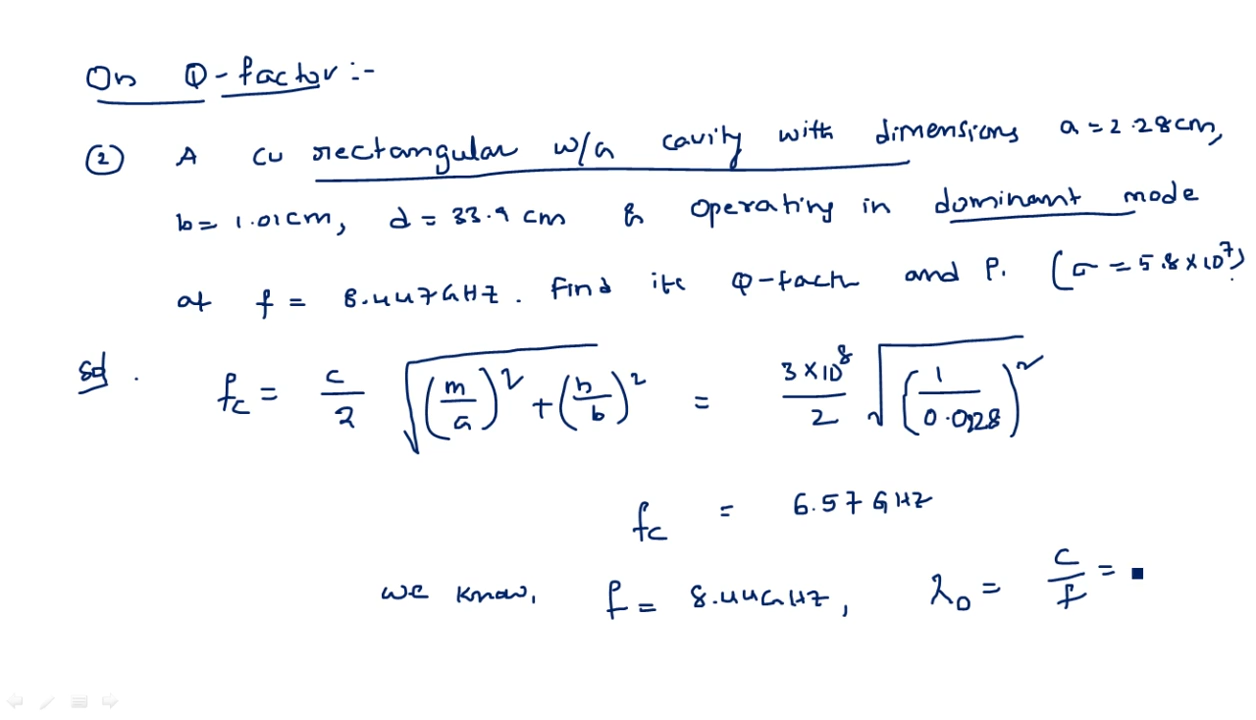 On Q-factor :-
② A Cu rectangular w/G cavity with dimensions a = 2.28cm,
b = 1.01cm, d = 33.9 cm & operating in dominant mode
at f = 8.447GHZ. Find its Q-factr and P. (σ = 5.8×10⁷)
Sol. fc = c/2 √((m/a)² + (n/b)²) = 3×10⁸/2 √((1/0.0228)²)
fc = 6.57 GHZ
we know, f = 8.44GHZ, λ₀ = c/f =